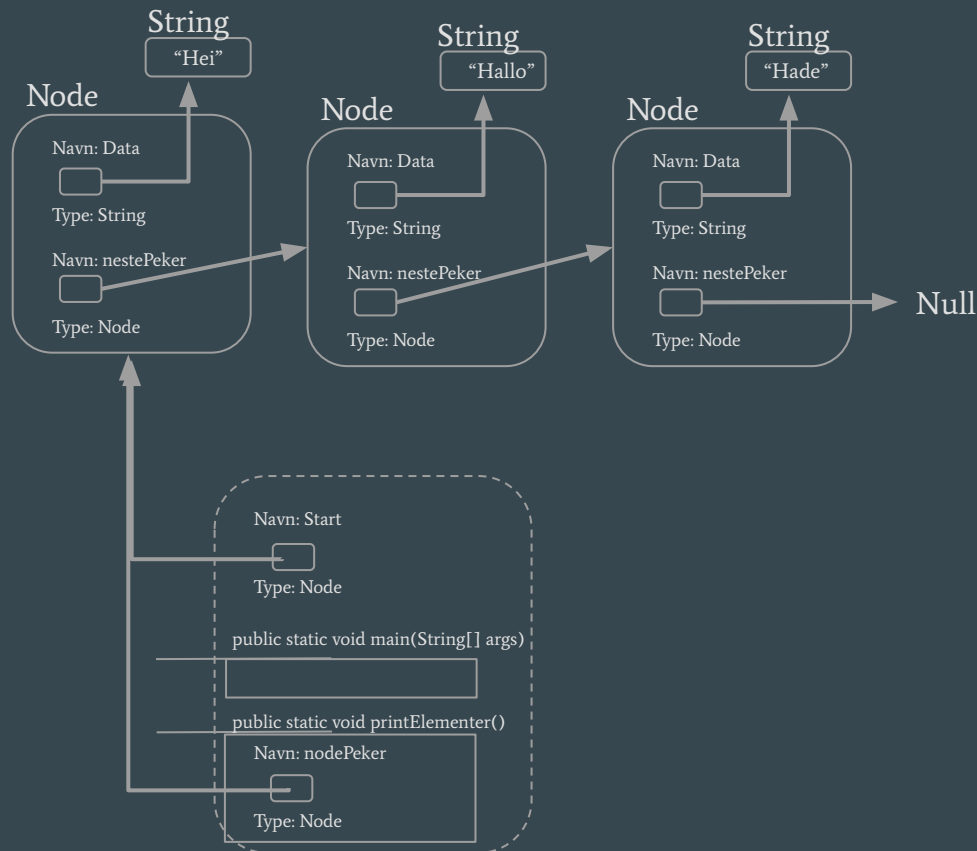 String
“Hei”
Node
Navn: Data
Type: String
Navn: nestePeker
Type: Node
String
“Hallo”
Node
Navn: Data
Type: String
Navn: nestePeker
Type: Node
String
“Hade”
Node
Navn: Data
Type: String
Navn: nestePeker
Type: Node
Null
Navn: Start
Type: Node
public static void main(String[] args)
public static void printElementer()
Navn: nodePeker
Type: Node